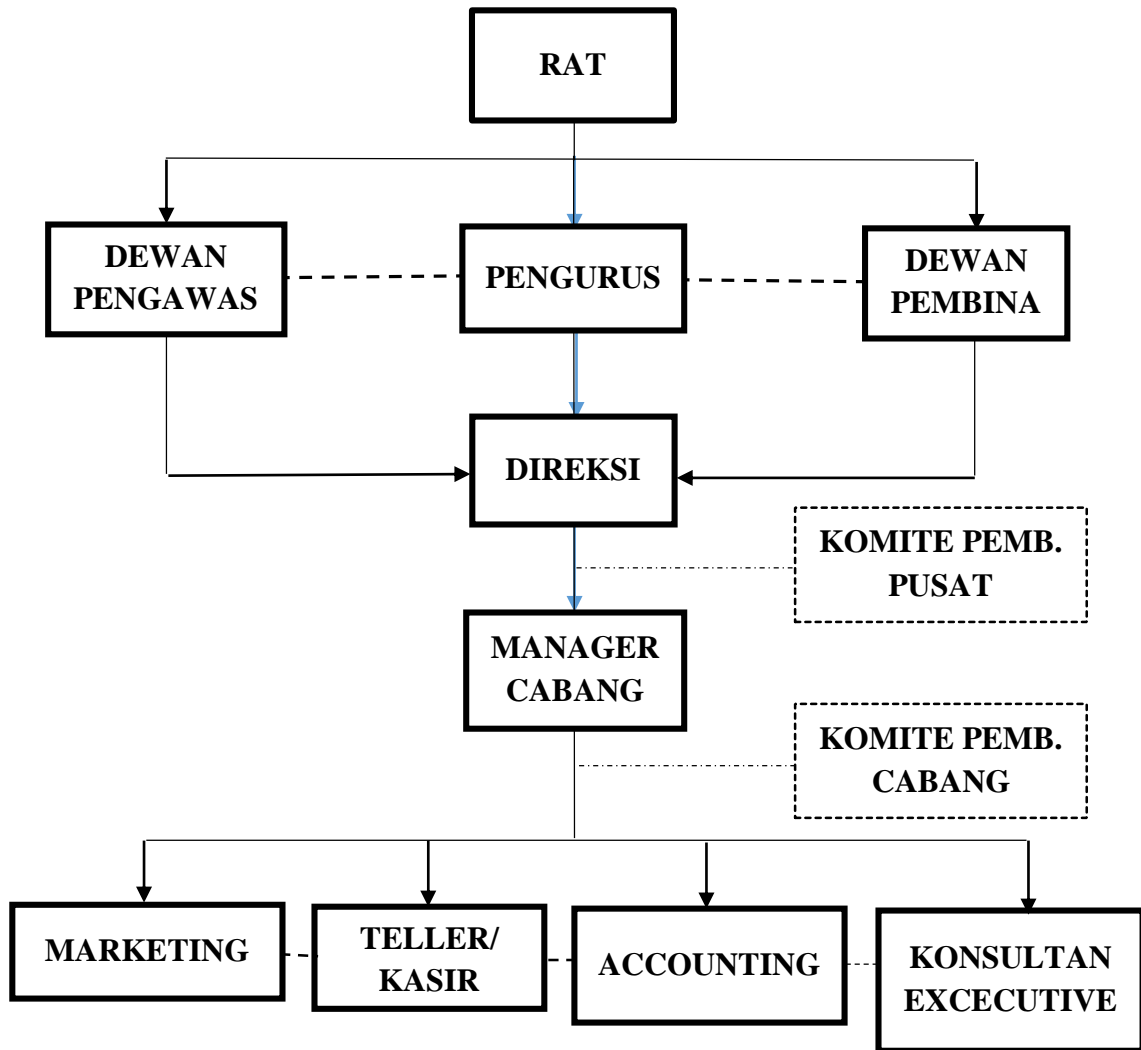 RAT
DEWAN
PENGAWAS
PENGURUS
DEWAN
PEMBINA
DIREKSI
KOMITE PEMB.
PUSAT
MANAGER
CABANG
KOMITE PEMB.
CABANG
MARKETING
TELLER/
KASIR
ACCOUNTING
KONSULTAN
EXCECUTIVE